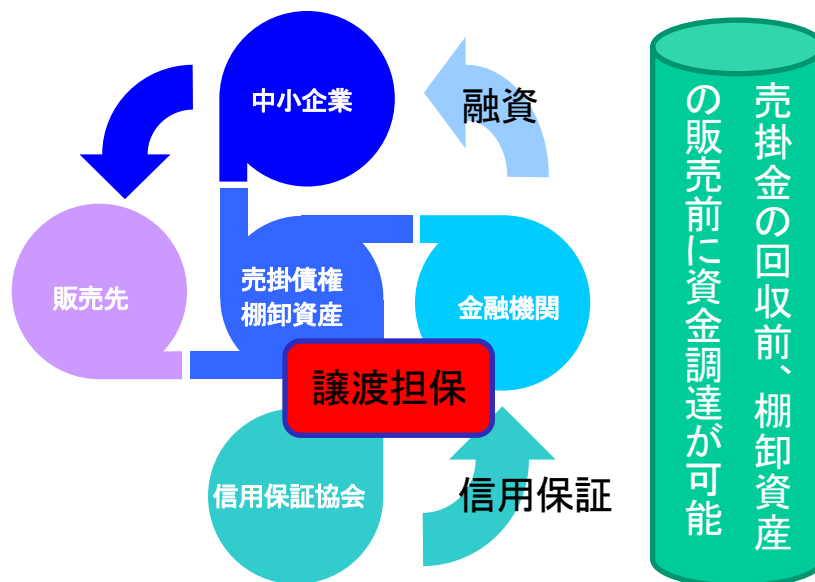 中小企業
融資
販売先
売掛債権
棚卸資産
金融機関
譲渡担保
信用保証協会
信用保証
売掛金の回収前、棚卸資産
の販売前に資金調達が可能